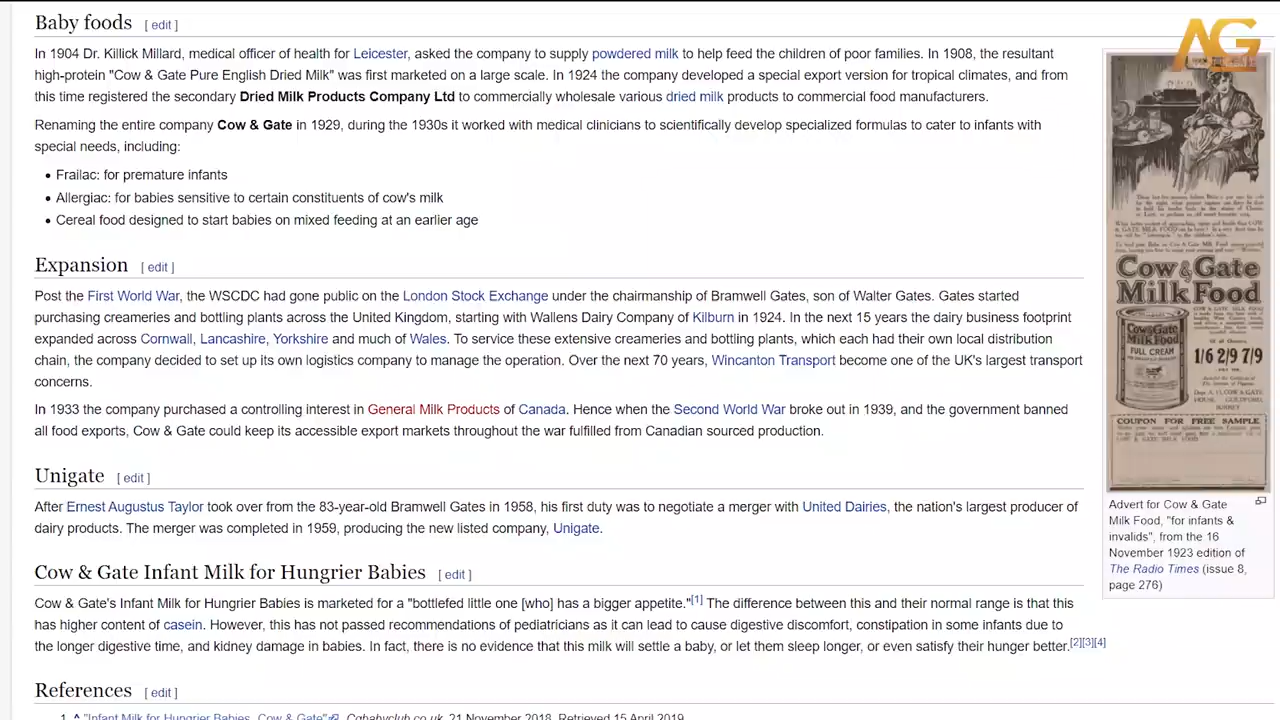 Baby foods [ edit ]
In 1904 Dr. Killick Millard, medical officer of health for Leicester, asked the company to supply powdered milk to help feed the children of poor families. In 1908, the resultant
high-protein "Cow & Gate Pure English Dried Milk" was first marketed on a large scale. In 1924 the company developed a special export version for tropical climates, and from
this time registered the secondary Dried Milk Products Company Ltd to commercially wholesale various dried milk products to commercial food manufacturers.
Renaming the entire company Cow & Gate in 1929, during the 1930s it worked with medical clinicians to scientifically develop specialized formulas to cater to infants with
special needs, including:
• Frailac: for premature infants
• Allergiac: for babies sensitive to certain constituents of cow's milk
• Cereal food designed to start babies on mixed feeding at an earlier age
Expansion [ edit ]
Post the First World War, the WSCDC had gone public on the London Stock Exchange under the chairmanship of Bramwell Gates, son of Walter Gates. Gates started
purchasing creameries and bottling plants across the United Kingdom, starting with Wallens Dairy Company of Kilburn in 1924. In the next 15 years the dairy business footprint
expanded across Cornwall, Lancashire, Yorkshire and much of Wales. To service these extensive creameries and bottling plants, which each had their own local distribution
chain, the company decided to set up its own logistics company to manage the operation. Over the next 70 years, Wincanton Transport become one of the UK's largest transport
concerns.
In 1933 the company purchased a controlling interest in General Milk Products of Canada. Hence when the Second World War broke out in 1939, and the government banned
all food exports, Cow & Gate could keep its accessible export markets throughout the war fulfilled from Canadian sourced production.
Unigate [ edit ]
After Ernest Augustus Taylor took over from the 83-year-old Bramwell Gates in 1958, his first duty was to negotiate a merger with United Dairies, the nation's largest producer of
dairy products. The merger was completed in 1959, producing the new listed company, Unigate.
Cow & Gate Infant Milk for Hungrier Babies [ edit ]
Cow & Gate's Infant Milk for Hungrier Babies is marketed for a "bottlefed little one [who] has a bigger appetite."[1] The difference between this and their normal range is that this
has higher content of casein. However, this has not passed recommendations of pediatricians as it can lead to cause digestive discomfort, constipation in some infants due to
the longer digestive time, and kidney damage in babies. In fact, there is no evidence that this milk will settle a baby, or let them sleep longer, or even satisfy their hunger better.[2][3][4]
References [ edit ]
1. ^ "Infant Milk for Hungrier Babies, Cow & Gate". Cgbabyclub.co.uk. 21 November 2018. Retrieved 15 April 2019
AG
Cow & Gate
Milk Food
Cow & Gate
Milk Food
FULL CREAM
1/6 2/9 7/9
COUPON FOR FREE SAMPLE
Advert for Cow & Gate
Milk Food, "for infants &
invalids", from the 16
November 1923 edition of
The Radio Times (issue 8,
page 276)